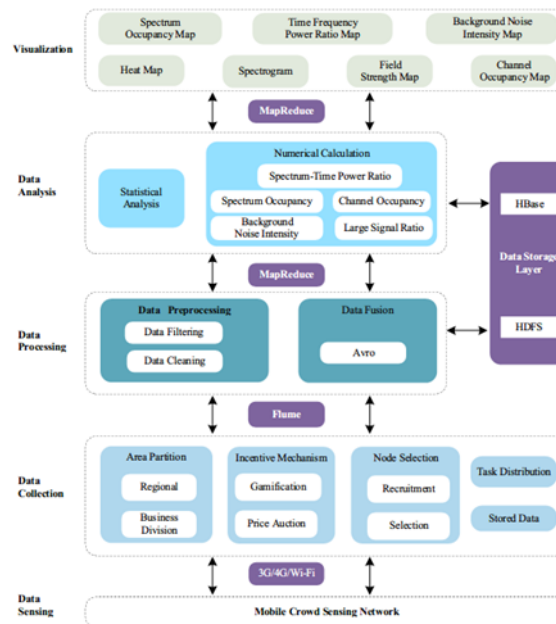 Visualization
Spectrum
Occupancy Map
Time Frequency
Power Ratio Map
Background Noise
Intensity Map
Heat Map
Spectrogram
Field
Strength Map
Channel
Occupancy Map
MapReduce
Data
Analysis
Statistical
Analysis
Numerical Calculation
Spectrum-Time Power Ratio
Spectrum Occupancy
Channel Occupancy
Background
Noise Intensity
Large Signal Ratio
HBase
Data Storage
Layer
HDFS
MapReduce
Data
Processing
Data Preprocessing
Data Filtering
Data Cleaning
Data Fusion
Avro
Flume
Data
Collection
Area Partition
Regional
Business
Division
Incentive Mechanism
Gamification
Price Auction
Node Selection
Recruitment
Selection
Task Distribution
Stored Data
3G/4G/Wi-Fi
Data
Sensing
Mobile Crowd Sensing Network